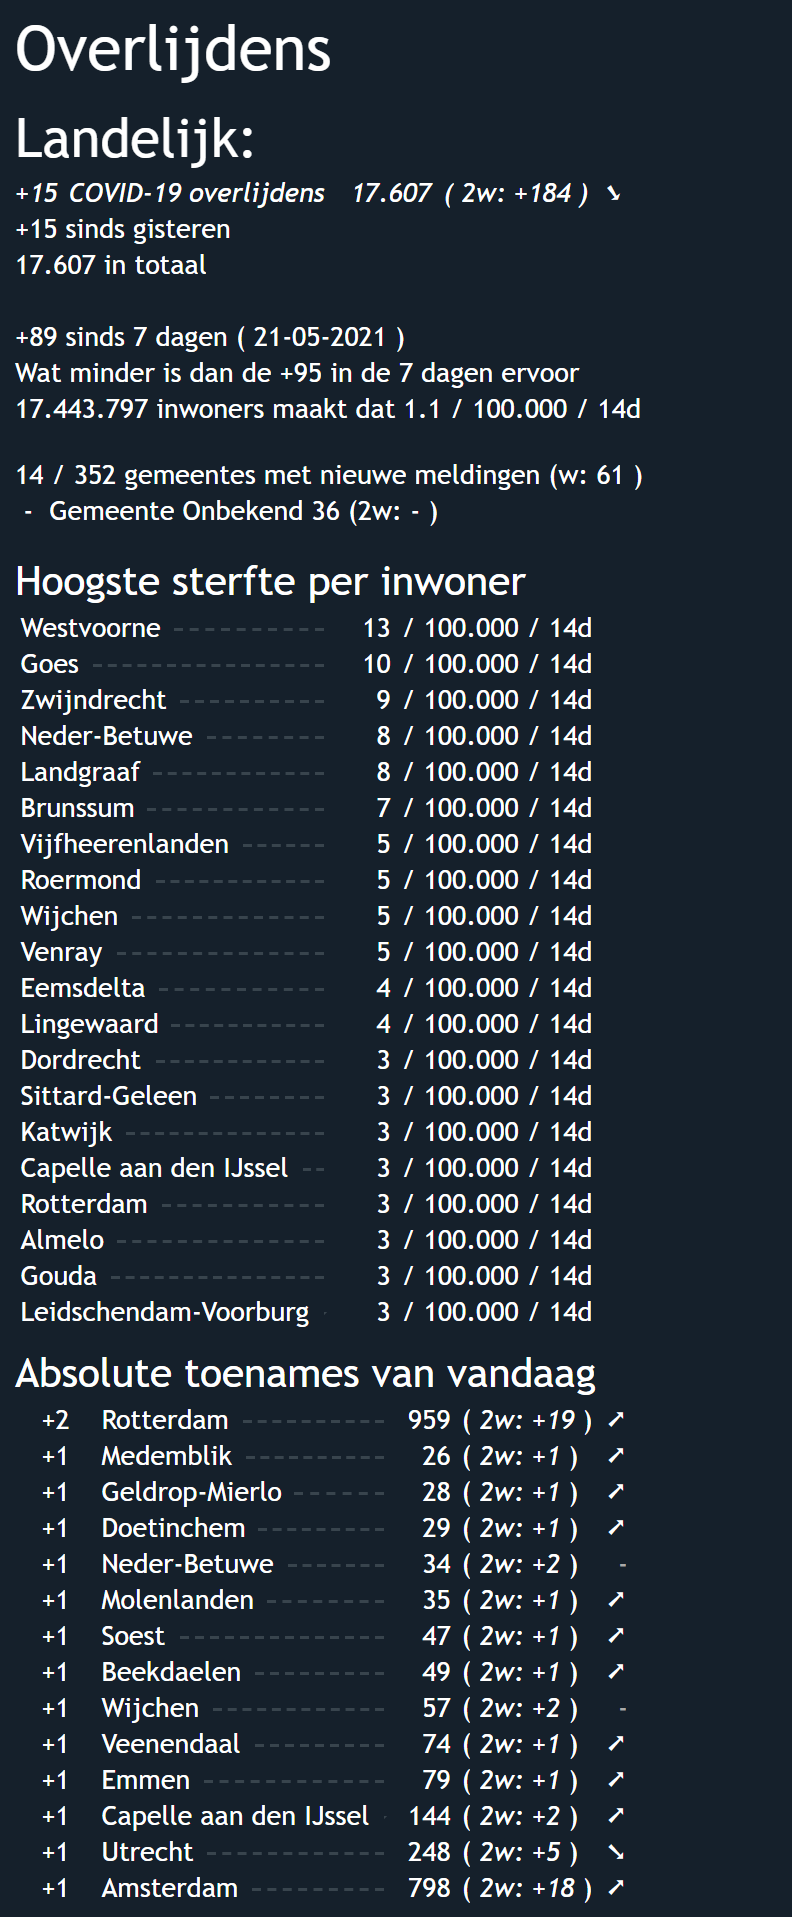 Overlijdens
Landelijk:
+15 COVID-19 overlijdens 17.607 ( 2w: +184 ) ➘
+15 sinds gisteren
17.607 in totaal
+89 sinds 7 dagen ( 21-05-2021 )
Wat minder is dan de +95 in de 7 dagen ervoor
17.443.797 inwoners maakt dat 1.1 / 100.000 / 14d
14 / 352 gemeentes met nieuwe meldingen (w: 61 )
- Gemeente Onbekend 36 (2w: - )
Hoogste sterfte per inwoner
Westvoorne ----------- 13 / 100.000 / 14d
Goes ----------------- 10 / 100.000 / 14d
Zwijndrecht ----------- 9 / 100.000 / 14d
Neder-Betuwe --------- 8 / 100.000 / 14d
Landgraaf ------------- 8 / 100.000 / 14d
Brunssum ------------- 7 / 100.000 / 14d
Vijfheerenlanden ------ 5 / 100.000 / 14d
Roermond ------------- 5 / 100.000 / 14d
Wijchen -------------- 5 / 100.000 / 14d
Venray --------------- 5 / 100.000 / 14d
Eemsdelta ------------ 4 / 100.000 / 14d
Lingewaard ----------- 4 / 100.000 / 14d
Dordrecht ------------- 3 / 100.000 / 14d
Sittard-Geleen --------- 3 / 100.000 / 14d
Katwijk --------------- 3 / 100.000 / 14d
Capelle aan den IJssel -- 3 / 100.000 / 14d
Rotterdam ------------ 3 / 100.000 / 14d
Almelo --------------- 3 / 100.000 / 14d
Gouda ---------------- 3 / 100.000 / 14d
Leidschendam-Voorburg - 3 / 100.000 / 14d
Absolute toenames van vandaag
+2 Rotterdam ---------- 959 ( 2w: +19 ) ➚
+1 Medemblik ---------- 26 ( 2w: +1 ) ➚
+1 Geldrop-Mierlo ------- 28 ( 2w: +1 ) ➚
+1 Doetinchem --------- 29 ( 2w: +1 ) ➚
+1 Neder-Betuwe ------- 34 ( 2w: +2 ) -
+1 Molenlanden -------- 35 ( 2w: +1 ) ➚
+1 Soest --------------- 47 ( 2w: +1 ) ➚
+1 Beekdaelen --------- 49 ( 2w: +1 ) ➚
+1 Wijchen ------------ 57 ( 2w: +2 ) -
+1 Veenendaal --------- 74 ( 2w: +1 ) ➚
+1 Emmen ------------- 79 ( 2w: +1 ) ➚
+1 Capelle aan den IJssel - 144 ( 2w: +2 ) ➚
+1 Utrecht ------------- 248 ( 2w: +5 ) ➘
+1 Amsterdam ---------- 798 ( 2w: +18 ) ➚